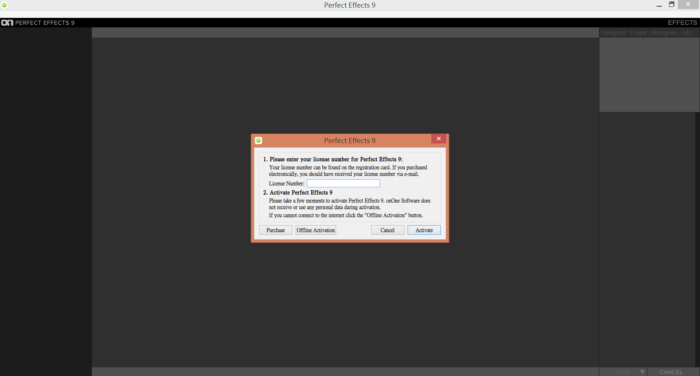 Perfect Effects 9
on PERFECT EFFECTS 9
EFFECTS
Navigator Loupe Histogram Info
Perfect Effects 9
1. Please enter your license number for Perfect Effects 9:
Your license number can be found on the registration card. If you purchased
electronically, you should have received your license number via e-mail.
License Number:
2. Activate Perfect Effects 9
Please take a few moments to activate Perfect Effects 9. onOne Software does
not receive or use any personal data during activation.
If you cannot connect to the internet click the "Offline Activation" button.
Purchase
Offline Activation
Cancel
Activate
CANCEL